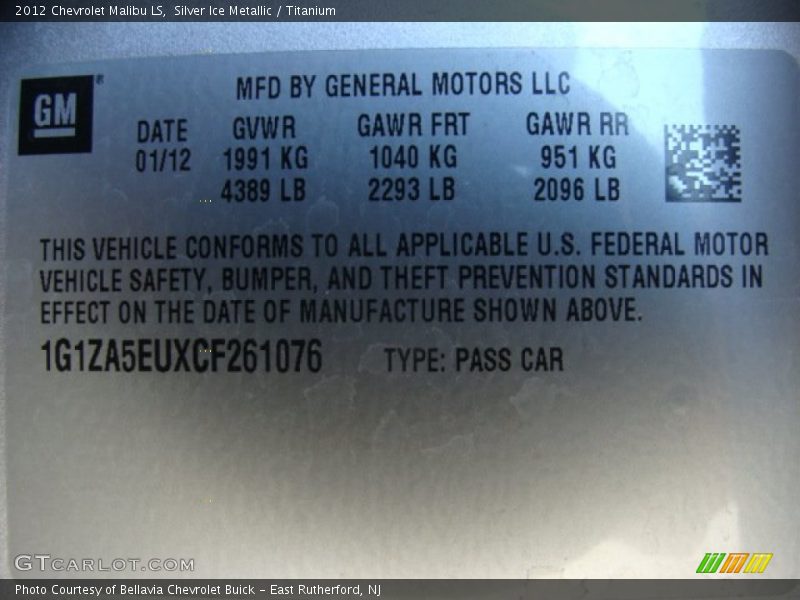 2012 Chevrolet Malibu LS, Silver Ice Metallic / Titanium
GM®
MFD BY GENERAL MOTORS LLC
DATE GVWR GAWR FRT GAWR RR
01/12 1991 KG 1040 KG 951 KG
4389 LB 2293 LB 2096 LB
THIS VEHICLE CONFORMS TO ALL APPLICABLE U.S. FEDERAL MOTOR
VEHICLE SAFETY, BUMPER, AND THEFT PREVENTION STANDARDS IN
EFFECT ON THE DATE OF MANUFACTURE SHOWN ABOVE.
1G1ZA5EUXCF261076 TYPE: PASS CAR
GTCARLOT.COM
Photo Courtesy of Bellavia Chevrolet Buick – East Rutherford, NJ